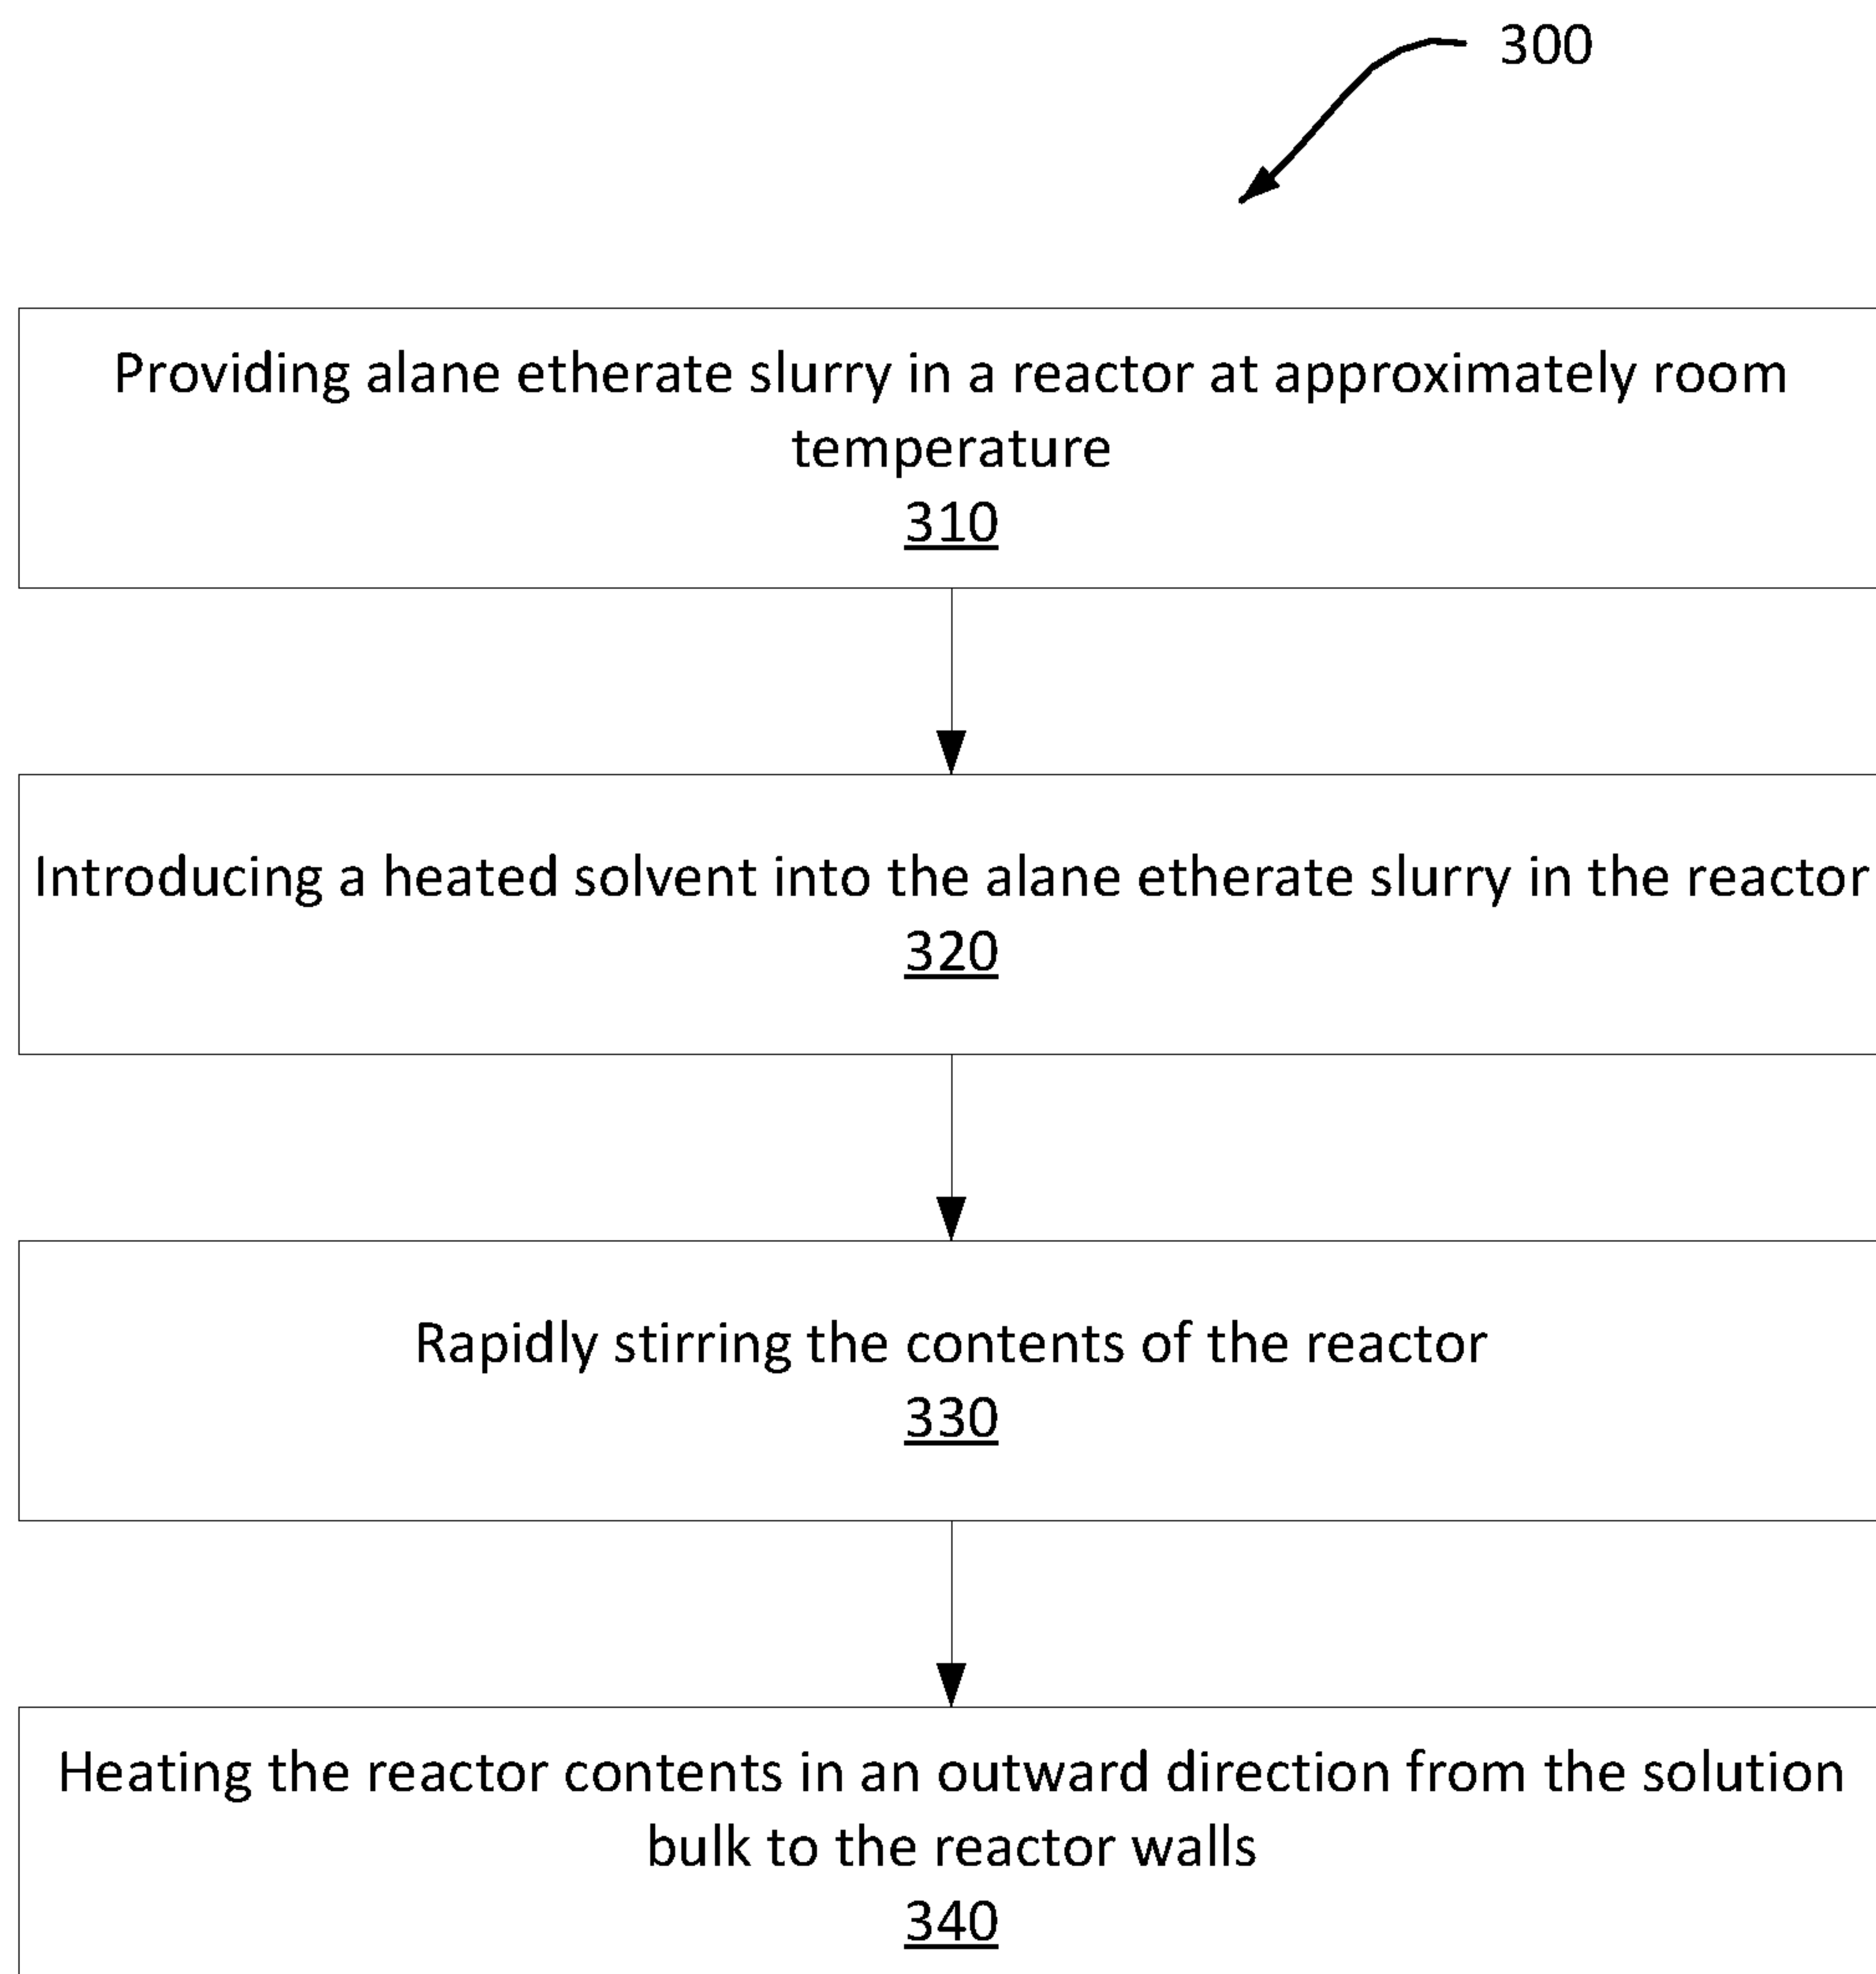 300
Providing alane etherate slurry in a reactor at approximately room
temperature
310
Introducing a heated solvent into the alane etherate slurry in the reactor
320
Rapidly stirring the contents of the reactor
330
Heating the reactor contents in an outward direction from the solution
bulk to the reactor walls
340